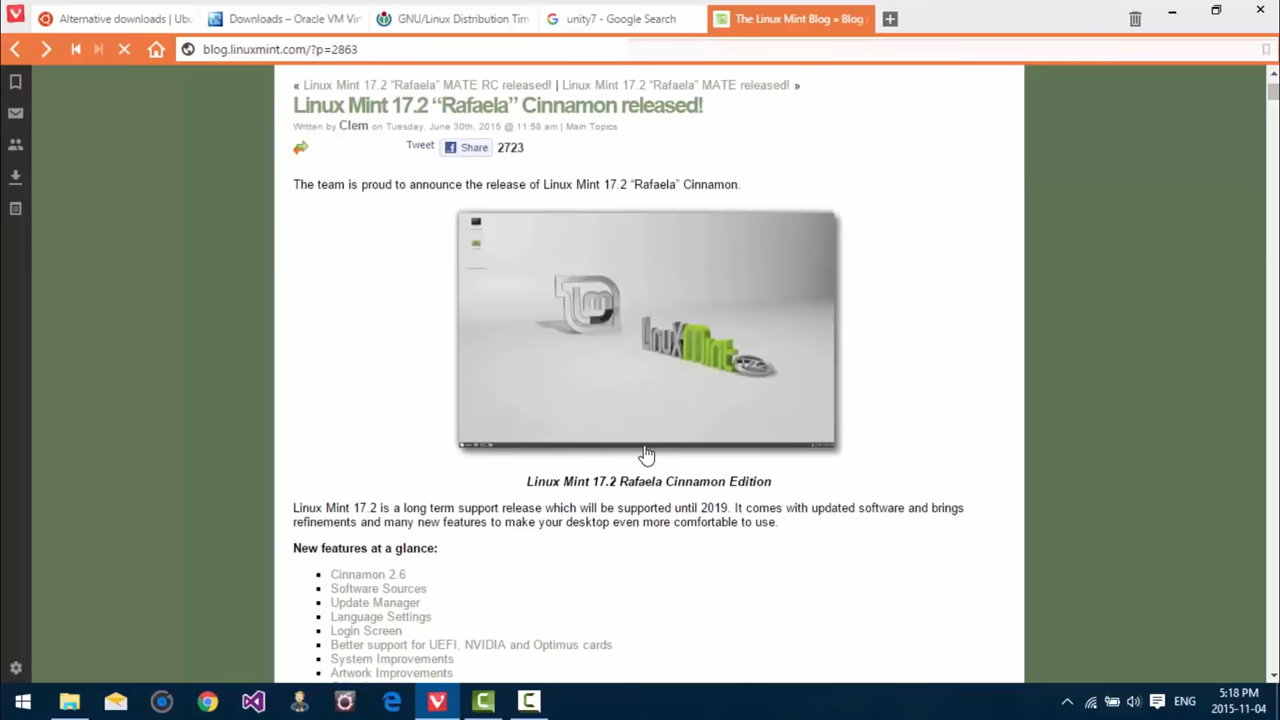 Alternative downloads | Ubu
Downloads – Oracle VM Vir
GNU/Linux Distribution Tim
unity7 - Google Search
The Linux Mint Blog » Blog
blog.linuxmint.com/?p=2863
« Linux Mint 17.2 “Rafaela” MATE RC released! | Linux Mint 17.2 “Rafaela” MATE released! »
Linux Mint 17.2 “Rafaela” Cinnamon released!
Written by Clem on Tuesday, June 30th, 2015 @ 11:58 am | Main Topics
Tweet Share 2723
The team is proud to announce the release of Linux Mint 17.2 “Rafaela” Cinnamon.
LinuxMint
Linux Mint 17.2 Rafaela Cinnamon Edition
Linux Mint 17.2 is a long term support release which will be supported until 2019. It comes with updated software and brings
refinements and many new features to make your desktop even more comfortable to use.
New features at a glance:
Cinnamon 2.6
Software Sources
Update Manager
Language Settings
Login Screen
Better support for UEFI, NVIDIA and Optimus cards
System Improvements
Artwork Improvements
ENG
5:18 PM
2015-11-04